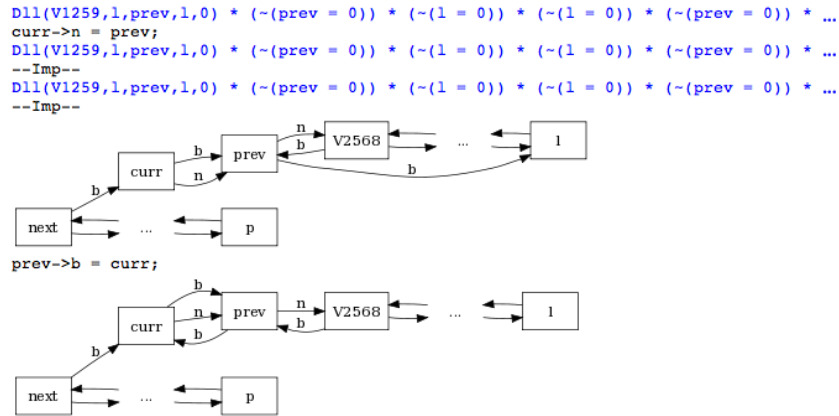 Dll(V1259,l,prev,l,0) * (~(prev = 0)) * (~(l = 0)) * (~(l = 0)) * (~(prev = 0)) * ...
curr->n = prev;
Dll(V1259,l,prev,l,0) * (~(prev = 0)) * (~(l = 0)) * (~(l = 0)) * (~(prev = 0)) * ...
--Imp--
Dll(V1259,l,prev,l,0) * (~(prev = 0)) * (~(l = 0)) * (~(l = 0)) * (~(prev = 0)) * ...
--Imp--
n
b prev b V2568 ... l
curr n b
b
next ... p
prev->b = curr;
b
n prev n V2568 ... l
curr b b
b
next ... p